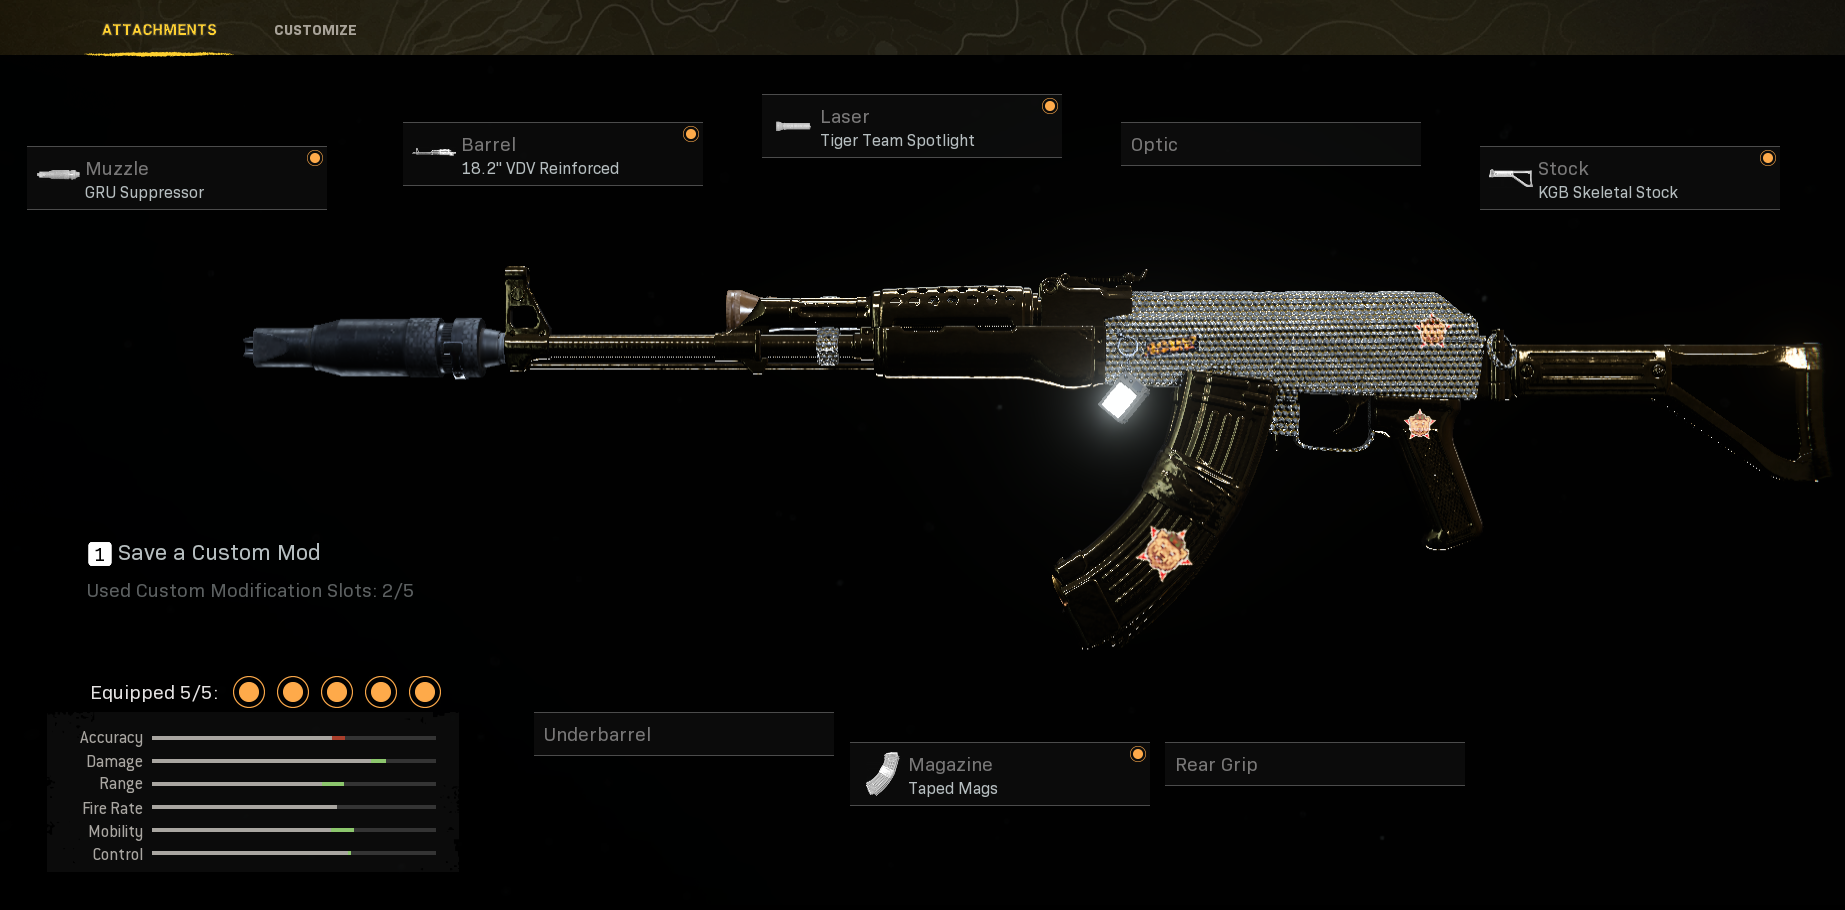 ATTACHMENTS
CUSTOMIZE
Laser
Tiger Team Spotlight
Barrel
18.2" VDV Reinforced
Optic
Muzzle
GRU Suppressor
Stock
KGB Skeletal Stock
1 Save a Custom Mod
Used Custom Modification Slots: 2/5
Equipped 5/5:
Accuracy
Damage
Range
Fire Rate
Mobility
Control
Underbarrel
Magazine
Taped Mags
Rear Grip